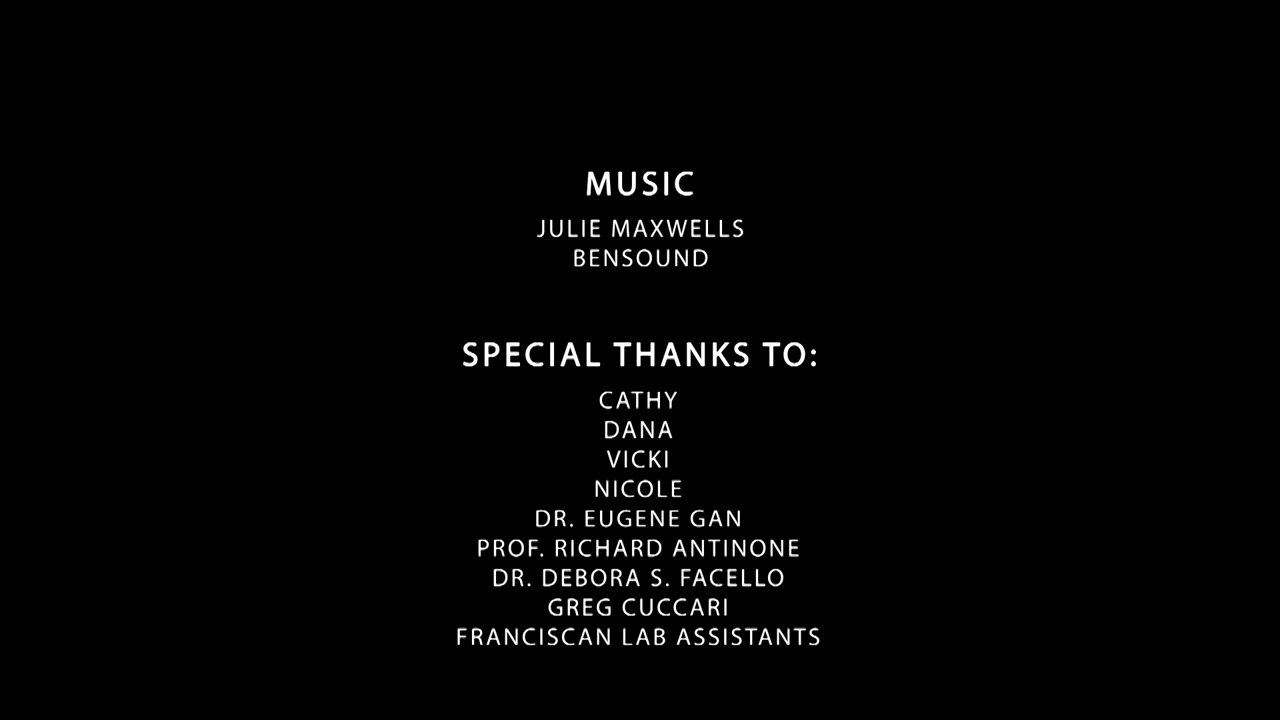 MUSIC
JULIE MAXWELLS
BENSOUND
SPECIAL THANKS TO:
CATHY
DANA
VICKI
NICOLE
DR. EUGENE GAN
PROF. RICHARD ANTINONE
DR. DEBORA S. FACELLO
GREG CUCCARI
FRANCISCAN LAB ASSISTANTS